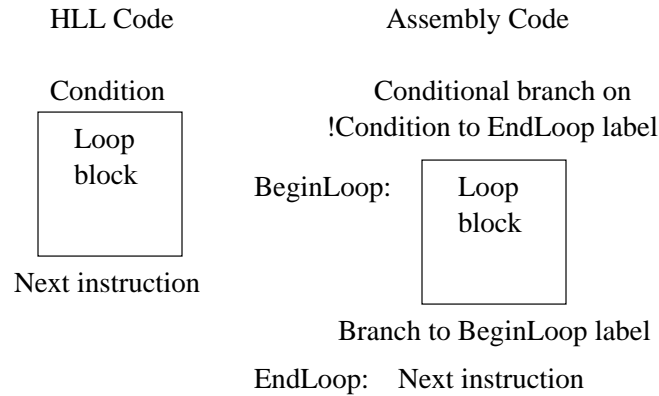 HLL Code
Assembly Code
Condition
Loop
block
Next instruction
Conditional branch on
!Condition to EndLoop label
BeginLoop:
Loop
block
Branch to BeginLoop label
EndLoop: Next instruction